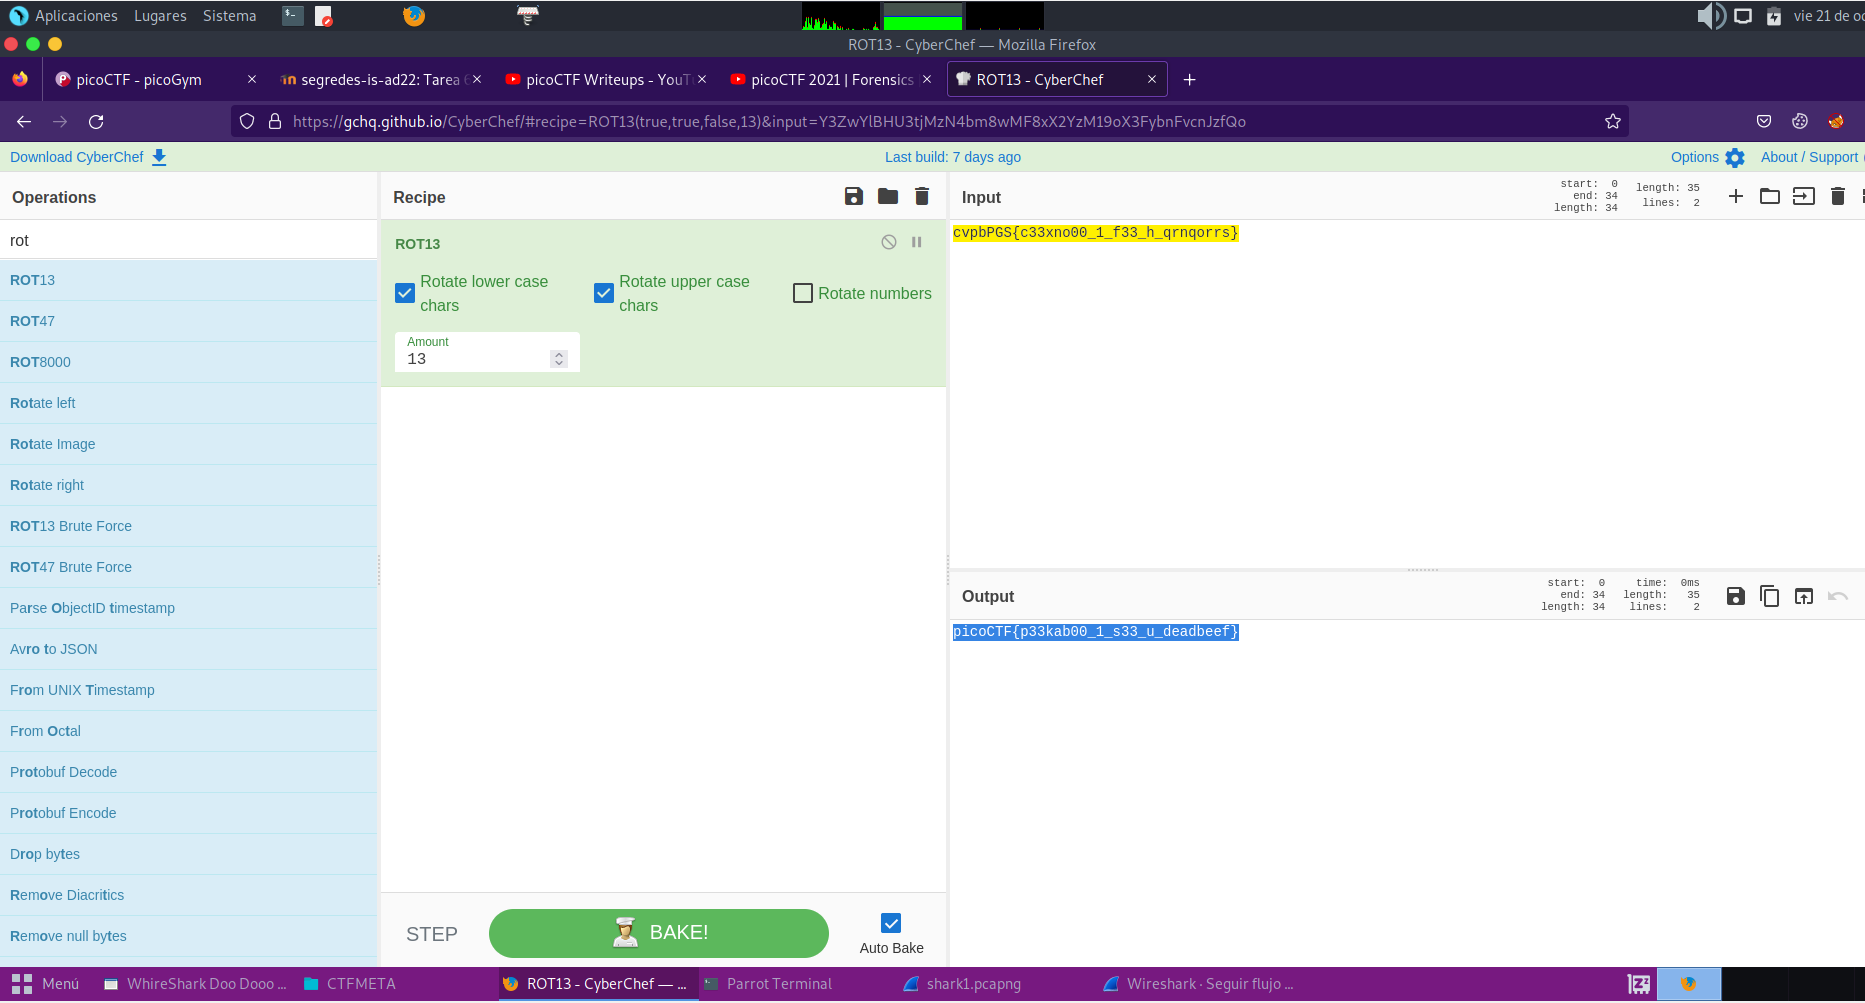 Aplicaciones Lugares Sistema
vie 21 de oc
ROT13 - CyberChef — Mozilla Firefox
picoCTF - picoGym
segredes-is-ad22: Tarea
picoCTF Writeups - YouTu
picoCTF 2021 | Forensics
ROT13 - CyberChef
https://gchq.github.io/CyberChef/#recipe=ROT13(true,true,false,13)&input=Y3ZwYlBHU3tjMzN4bm8wMF8xX2YzM19oX3FybnFvcnJzfQo
Download CyberChef
Last build: 7 days ago
Options
About / Support
Operations
rot
ROT13
ROT47
ROT8000
Rotate left
Rotate Image
Rotate right
ROT13 Brute Force
ROT47 Brute Force
Parse ObjectID timestamp
Avro to JSON
From UNIX Timestamp
From Octal
Protobuf Decode
Protobuf Encode
Drop bytes
Remove Diacritics
Remove null bytes
Recipe
ROT13
Rotate lower case chars
Rotate upper case chars
Rotate numbers
Amount
13
STEP
BAKE!
Auto Bake
Input
start: 0
end: 34
length: 34
length: 35
lines: 2
cvpbPGS{c33xno00_1_f33_h_qrnqorrs}
Output
start: 0
end: 34
length: 34
time: 0ms
length: 35
lines: 2
picoCTF{p33kab00_1_s33_u_deadbeef}
Menú
WhireShark Doo Dooo ...
CTFMETA
ROT13 - CyberChef — ...
Parrot Terminal
shark1.pcapng
Wireshark · Seguir flujo ...